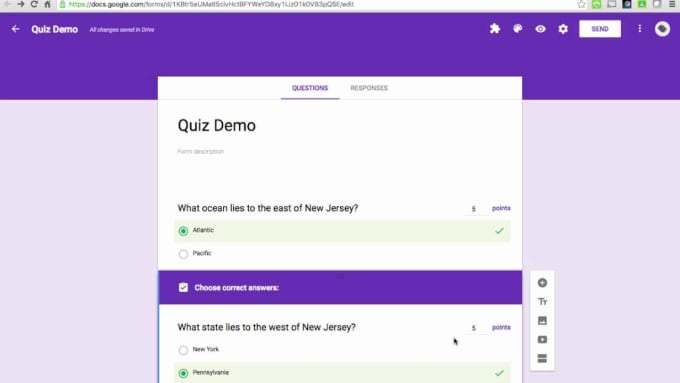 https://docs.google.com/forms/d/1KBtr5eUMatl5civHctBFYWeYD8xy1Uz01k0VB3pQSE/edit
Quiz Demo
All changes saved in Drive
SEND
QUESTIONS
RESPONSES
Quiz Demo
Form description
What ocean lies to the east of New Jersey? 5 points
Atlantic
Pacific
Choose correct answers:
What state lies to the west of New Jersey? 5 points
New York
Pennsylvania
Tт